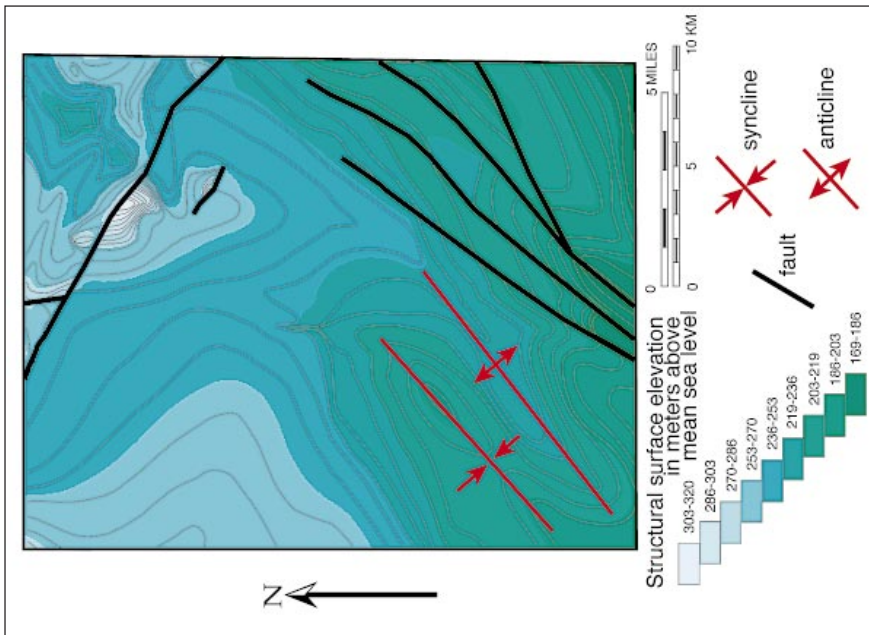 N
Structural surface elevation
in meters above
mean sea level
303-320
286-303
270-286
253-270
236-253
219-236
203-219
186-203
169-186
0
5 MILES
0
5
10 KM
fault
syncline
anticline